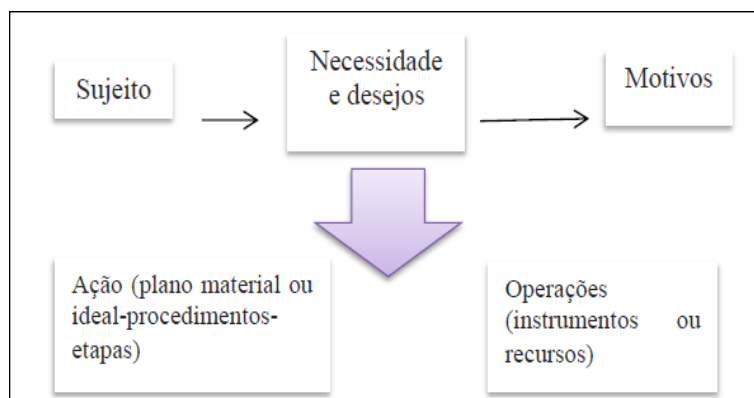 Sujeito
Necessidade
e desejos
Motivos
Ação (plano material ou
ideal-procedimentos-
etapas)
Operações
(instrumentos ou
recursos)